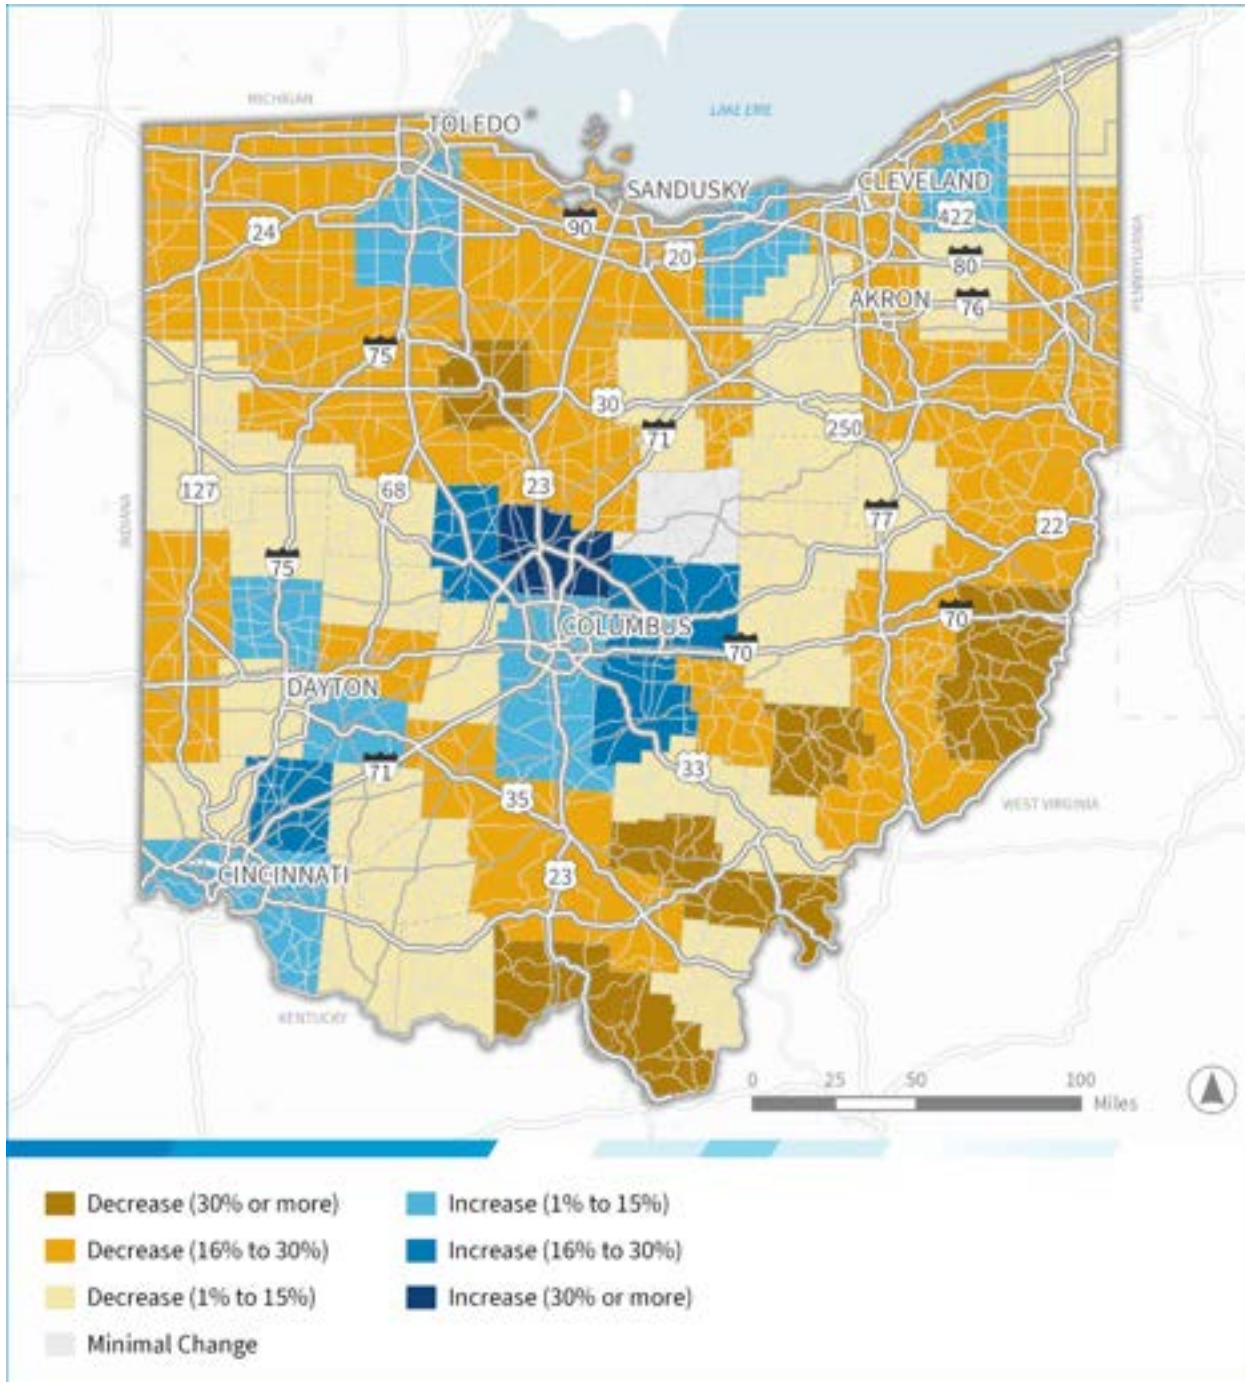 MICHIGAN
TOLEDO
LAKE ERIE
SANDUSKY
CLEVELAND
24
90
20
422
80
AKRON
76
PENNSYLVANIA
75
30
71
250
127
68
23
77
22
INDIANA
75
COLUMBUS
70
70
DAYTON
71
35
33
WEST VIRGINIA
CINCINNATI
23
KENTUCKY
0 25 50 100
Miles
Decrease (30% or more)
Decrease (16% to 30%)
Decrease (1% to 15%)
Minimal Change
Increase (1% to 15%)
Increase (16% to 30%)
Increase (30% or more)